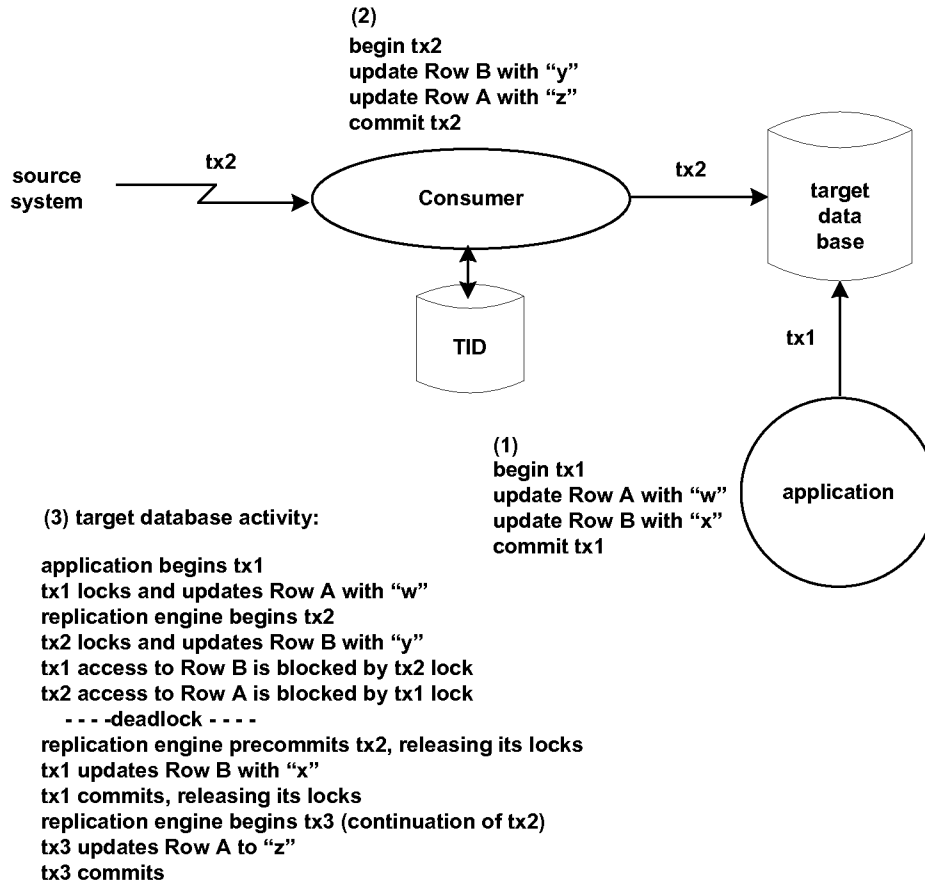 (2)
begin tx2
update Row B with “y”
update Row A with “z”
commit tx2
source
system
tx2
Consumer
tx2
target
data
base
TID
tx1
(1)
begin tx1
update Row A with “w”
update Row B with “x”
commit tx1
application
(3) target database activity:
application begins tx1
tx1 locks and updates Row A with “w”
replication engine begins tx2
tx2 locks and updates Row B with “y”
tx1 access to Row B is blocked by tx2 lock
tx2 access to Row A is blocked by tx1 lock
- - - -deadlock - - - -
replication engine precommits tx2, releasing its locks
tx1 updates Row B with “x”
tx1 commits, releasing its locks
replication engine begins tx3 (continuation of tx2)
tx3 updates Row A to “z”
tx3 commits